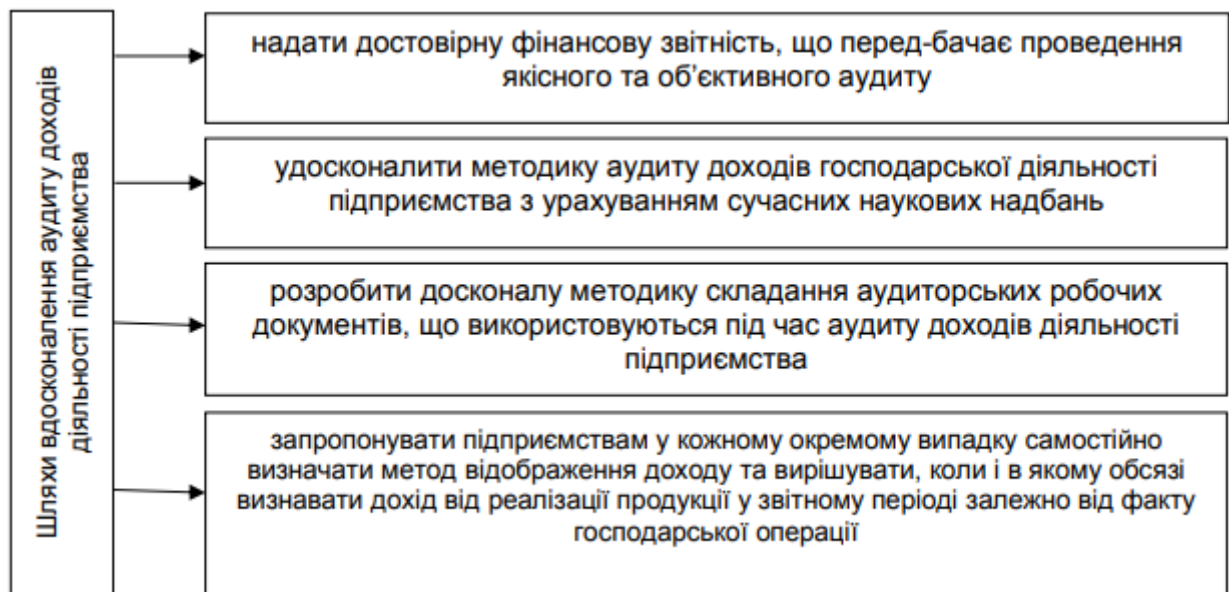 Шляхи вдосконалення аудиту доходів
діяльності підприємства
надати достовірну фінансову звітність, що перед-бачає проведення
якісного та об’єктивного аудиту
удосконалити методику аудиту доходів господарської діяльності
підприємства з урахуванням сучасних наукових надбань
розробити досконалу методику складання аудиторських робочих
документів, що використовуються під час аудиту доходів діяльності
підприємства
запропонувати підприємствам у кожному окремому випадку самостійно
визначати метод відображення доходу та вирішувати, коли і в якому обсязі
визнавати дохід від реалізації продукції у звітному періоді залежно від факту
господарської операції